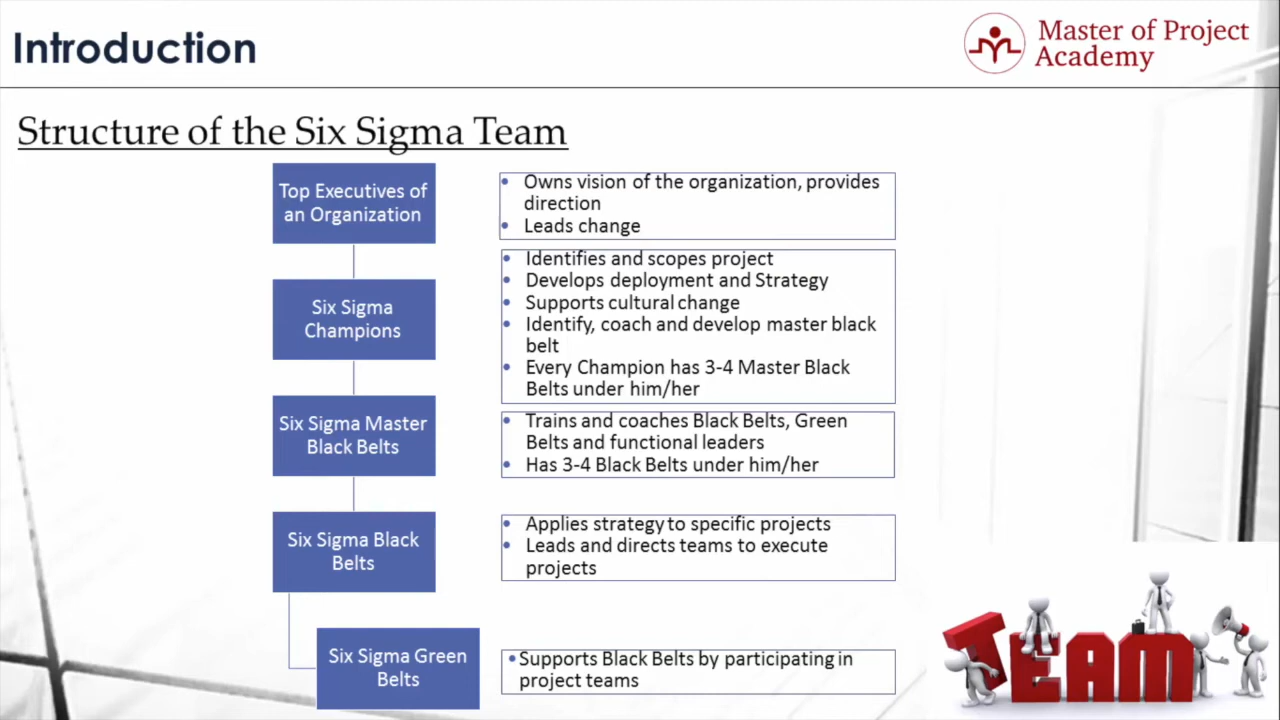 Introduction
Master of Project
Academy
Structure of the Six Sigma Team
Top Executives of
an Organization
• Owns vision of the organization, provides
direction
• Leads change
Six Sigma
Champions
• Identifies and scopes project
• Develops deployment and Strategy
• Supports cultural change
• Identify, coach and develop master black
belt
• Every Champion has 3-4 Master Black
Belts under him/her
Six Sigma Master
Black Belts
• Trains and coaches Black Belts, Green
Belts and functional leaders
• Has 3-4 Black Belts under him/her
Six Sigma Black
Belts
• Applies strategy to specific projects
• Leads and directs teams to execute
projects
Six Sigma Green
Belts
• Supports Black Belts by participating in
project teams
TEAM